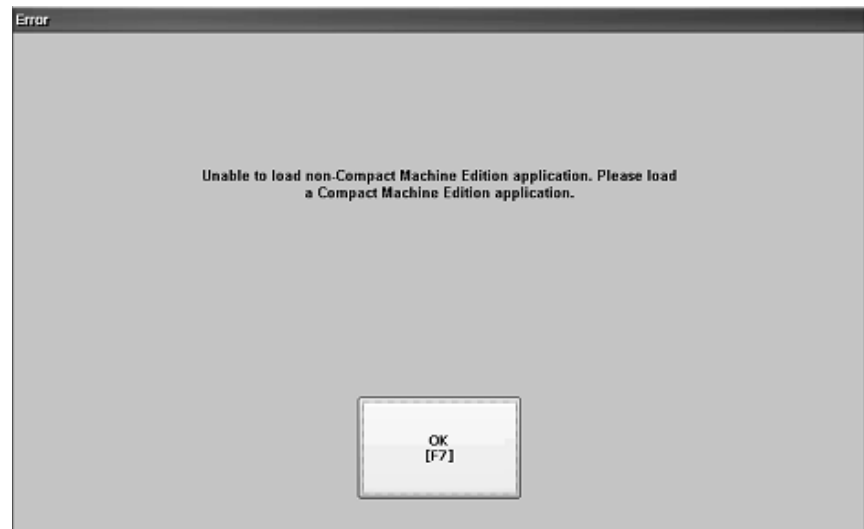 Error
Unable to load non-Compact Machine Edition application. Please load
a Compact Machine Edition application.
OK
[F7]